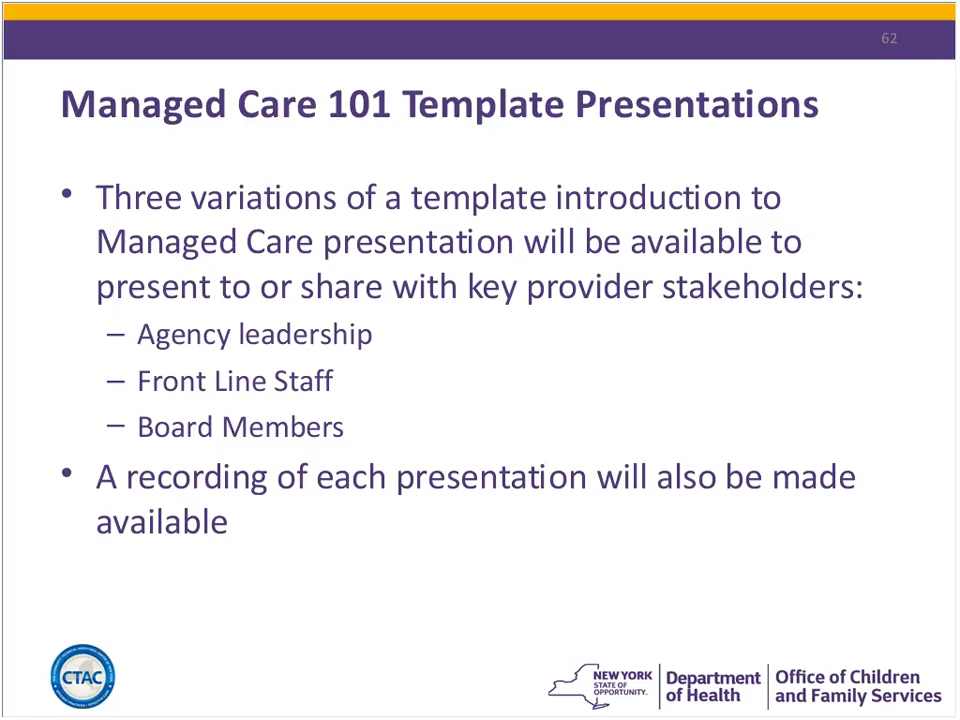 62
Managed Care 101 Template Presentations
• Three variations of a template introduction to
Managed Care presentation will be available to
present to or share with key provider stakeholders:
– Agency leadership
– Front Line Staff
– Board Members
• A recording of each presentation will also be made
available
CTAC
NEW YORK
STATE OF
OPPORTUNITY.
Department
of Health
Office of Children
and Family Services